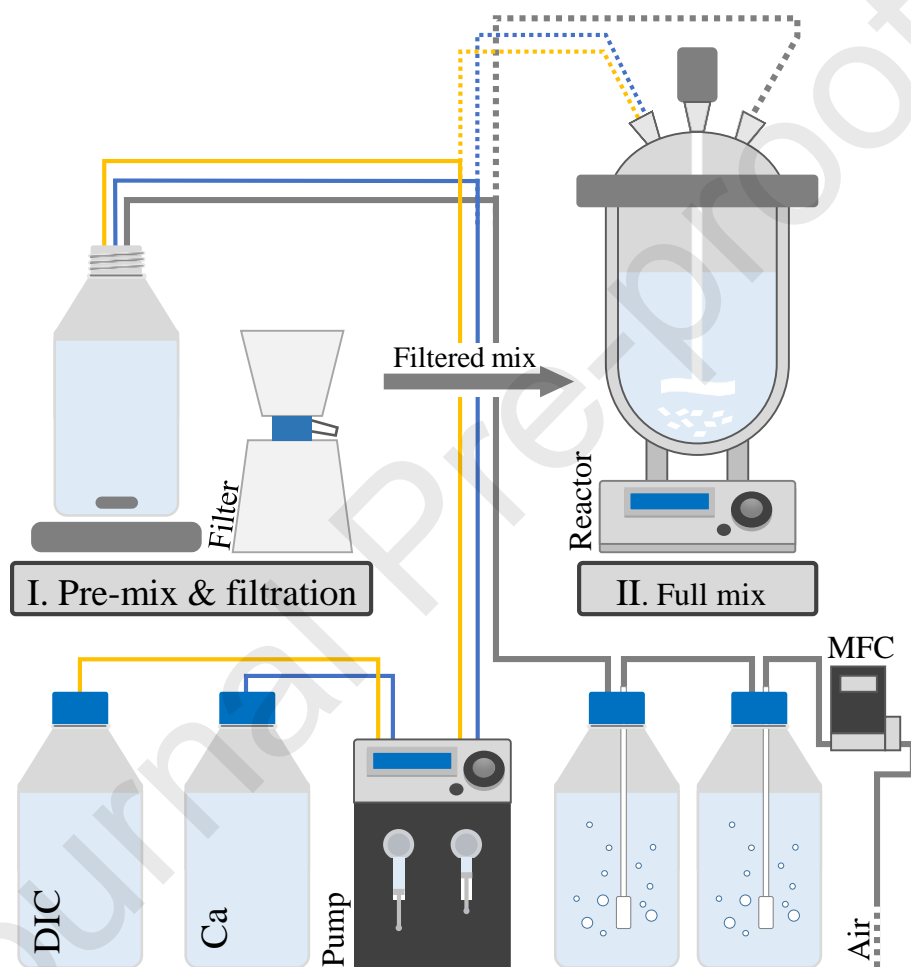 Filtered mix
Filter
Reactor
I. Pre-mix & filtration
II. Full mix
MFC
DIC
Ca
Pump
Air
Journal Pre-proof